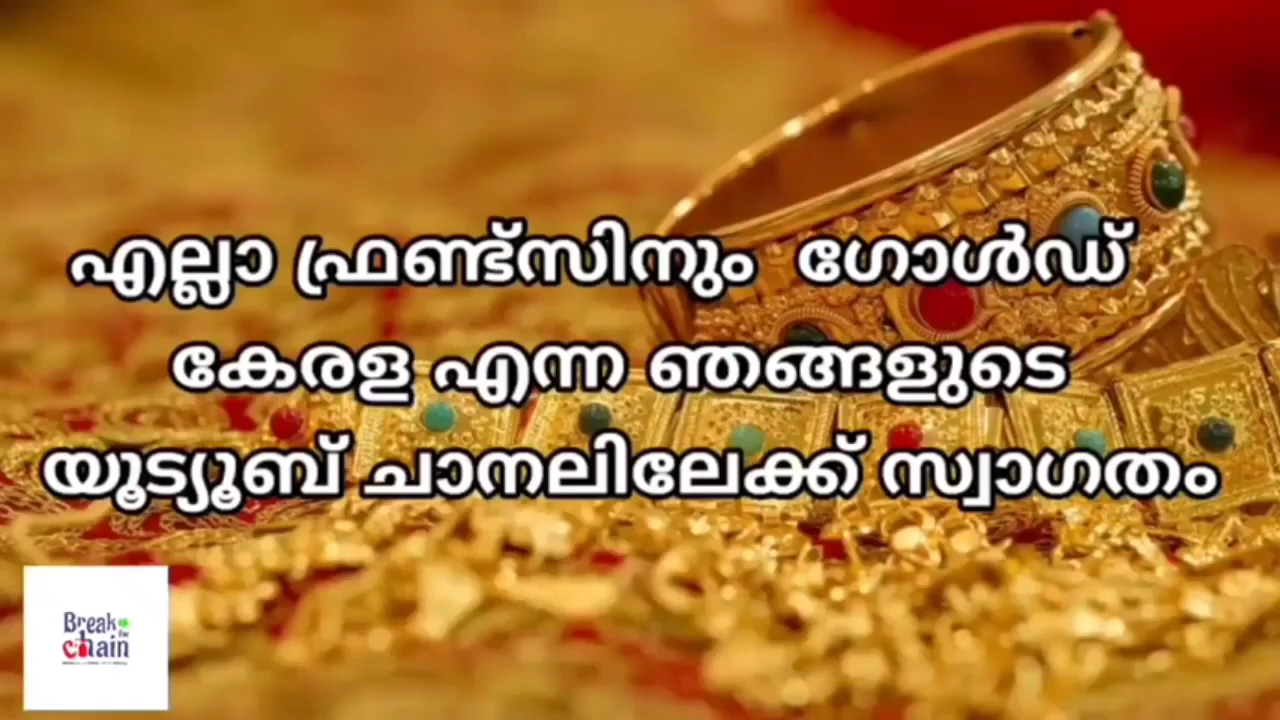 എല്ലാ ഫ്രണ്ട്സിനും ഗോൾഡ്
കേരള എന്ന ഞങ്ങളുടെ
യൂട്യൂബ് ചാനലിലേക്ക് സ്വാഗതം
Break the
chain